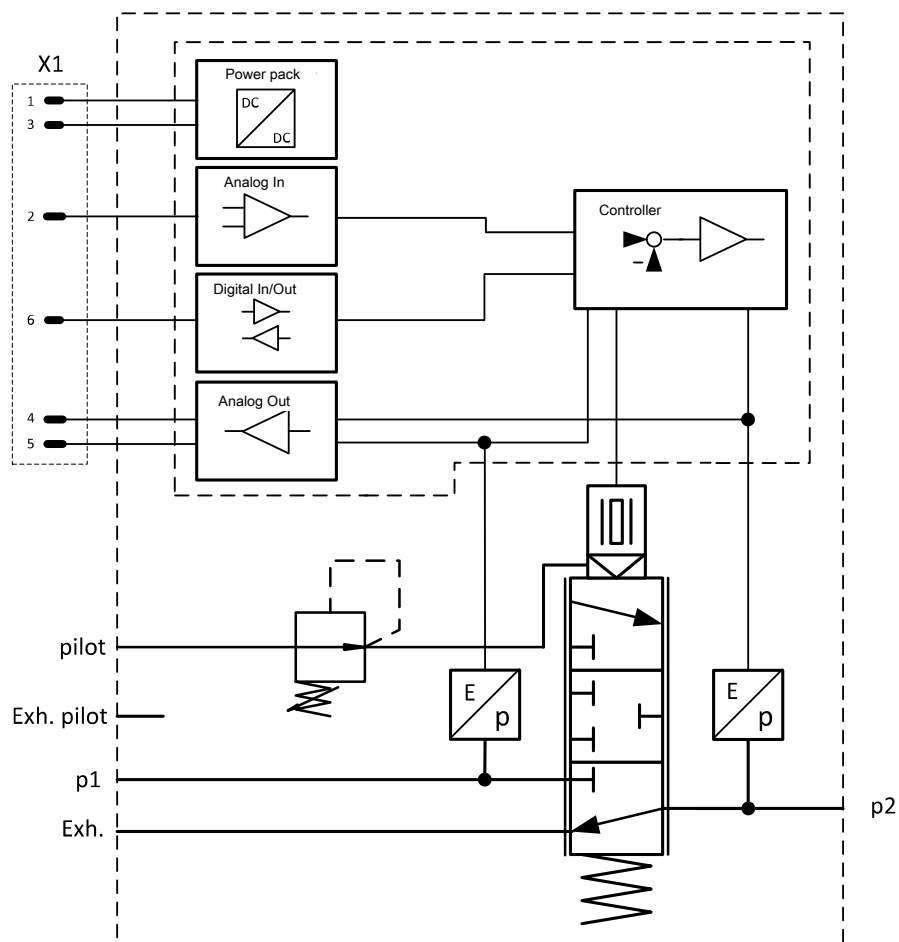 X1
1
3
2
6
4
5
Power pack
DC
DC
Analog In
Digital In/Out
Analog Out
Controller
pilot
Exh. pilot
p1
Exh.
E
p
E
p
p2